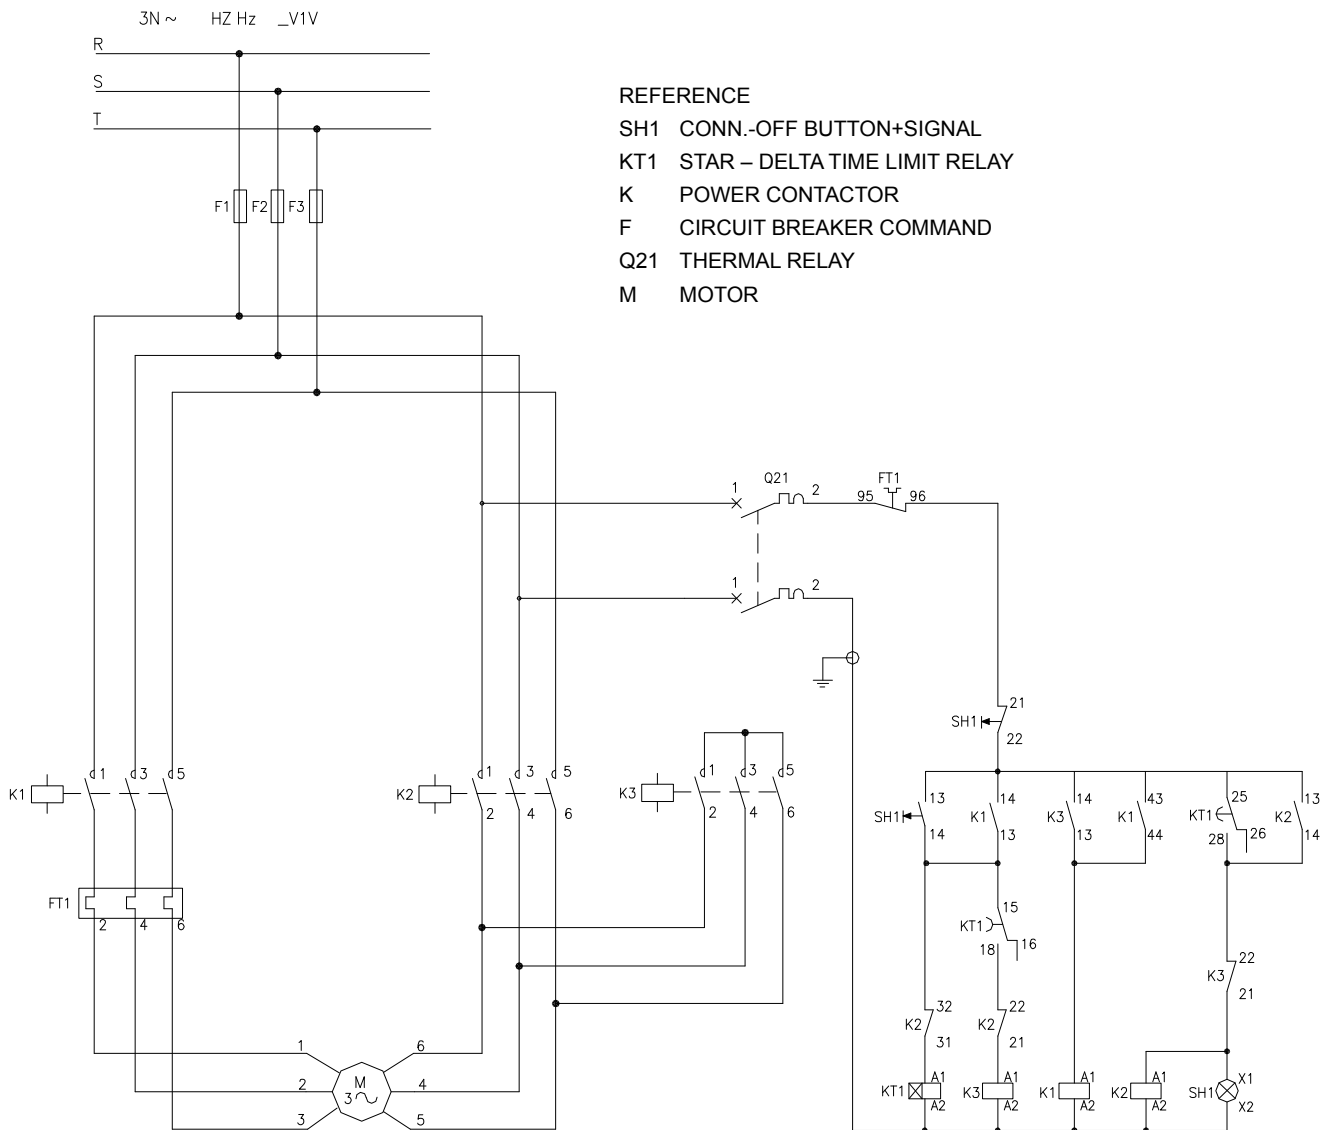 3N ~ HZ Hz _V1V
R
S
T
REFERENCE
SH1 CONN.-OFF BUTTON+SIGNAL
KT1 STAR – DELTA TIME LIMIT RELAY
K POWER CONTACTOR
F CIRCUIT BREAKER COMMAND
Q21 THERMAL RELAY
M MOTOR
F1 F2 F3
Q21 FT1
1 2 95 96
1 2
21
SH1
22
K1 1 3 5
K2 1 3 5
2 4 6
K3 1 3 5
2 4 6
13 14 14 43 25 13
SH1 K1 K3 K1 KT1 K2
14 13 13 44 28 26 14
FT1
2 4 6
15
KT1
18 16
22
K3
21
32 22
K2 K2
31 21
1 6
2 M 4
3
3 5
A1 A1 A1 A1 X1
KT1 K3 K1 K2 SH1
A2 A2 A2 A2 X2